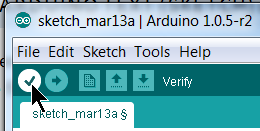 sketch_mar13a | Arduino 1.0.5-r2
File Edit Sketch Tools Help
Verify
sketch_mar13a §